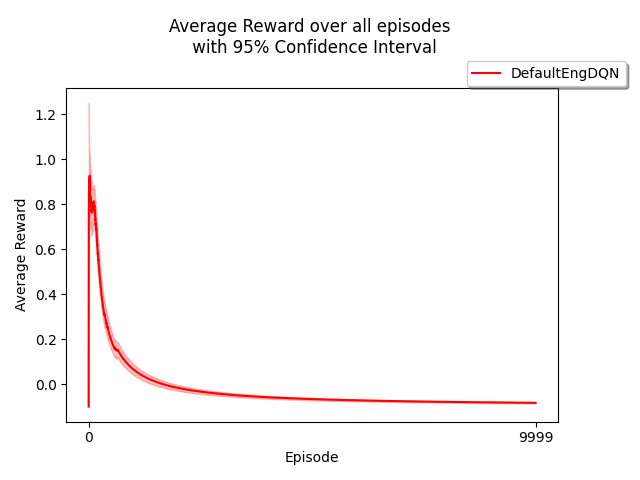 Average Reward over all episodes
with 95% Confidence Interval
DefaultEngDQN
1.2
1.0
0.8
0.6
0.4
0.2
0.0
Average Reward
0
9999
Episode